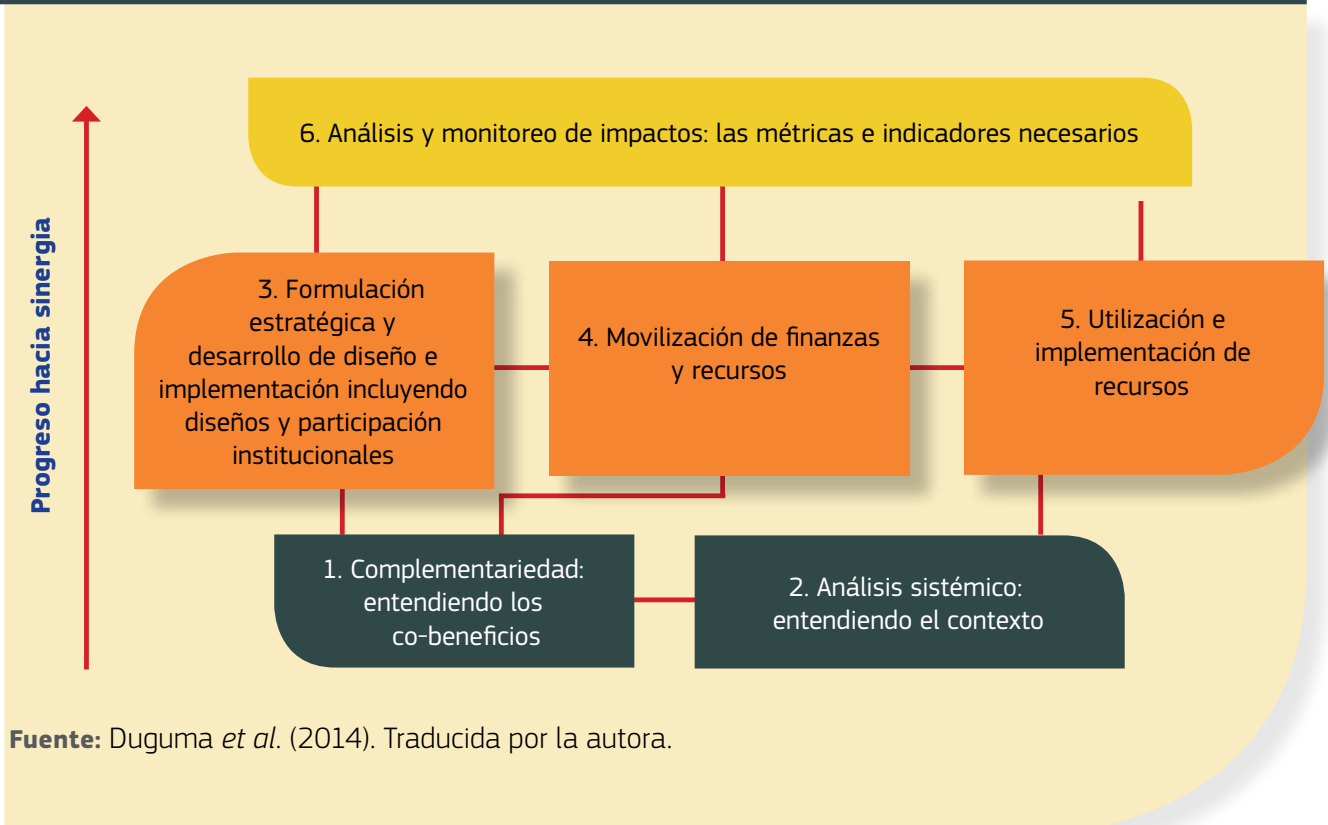 6. Análisis y monitoreo de impactos: las métricas e indicadores necesarios
Progreso hacia sinergia
3. Formulación
estratégica y
desarrollo de diseño e
implementación incluyendo
diseños y participación
institucionales
4. Movilización de finanzas
y recursos
5. Utilización e
implementación de
recursos
1. Complementariedad:
entendiendo los
co-beneficios
2. Análisis sistémico:
entendiendo el contexto
Fuente: Duguma et al. (2014). Traducida por la autora.